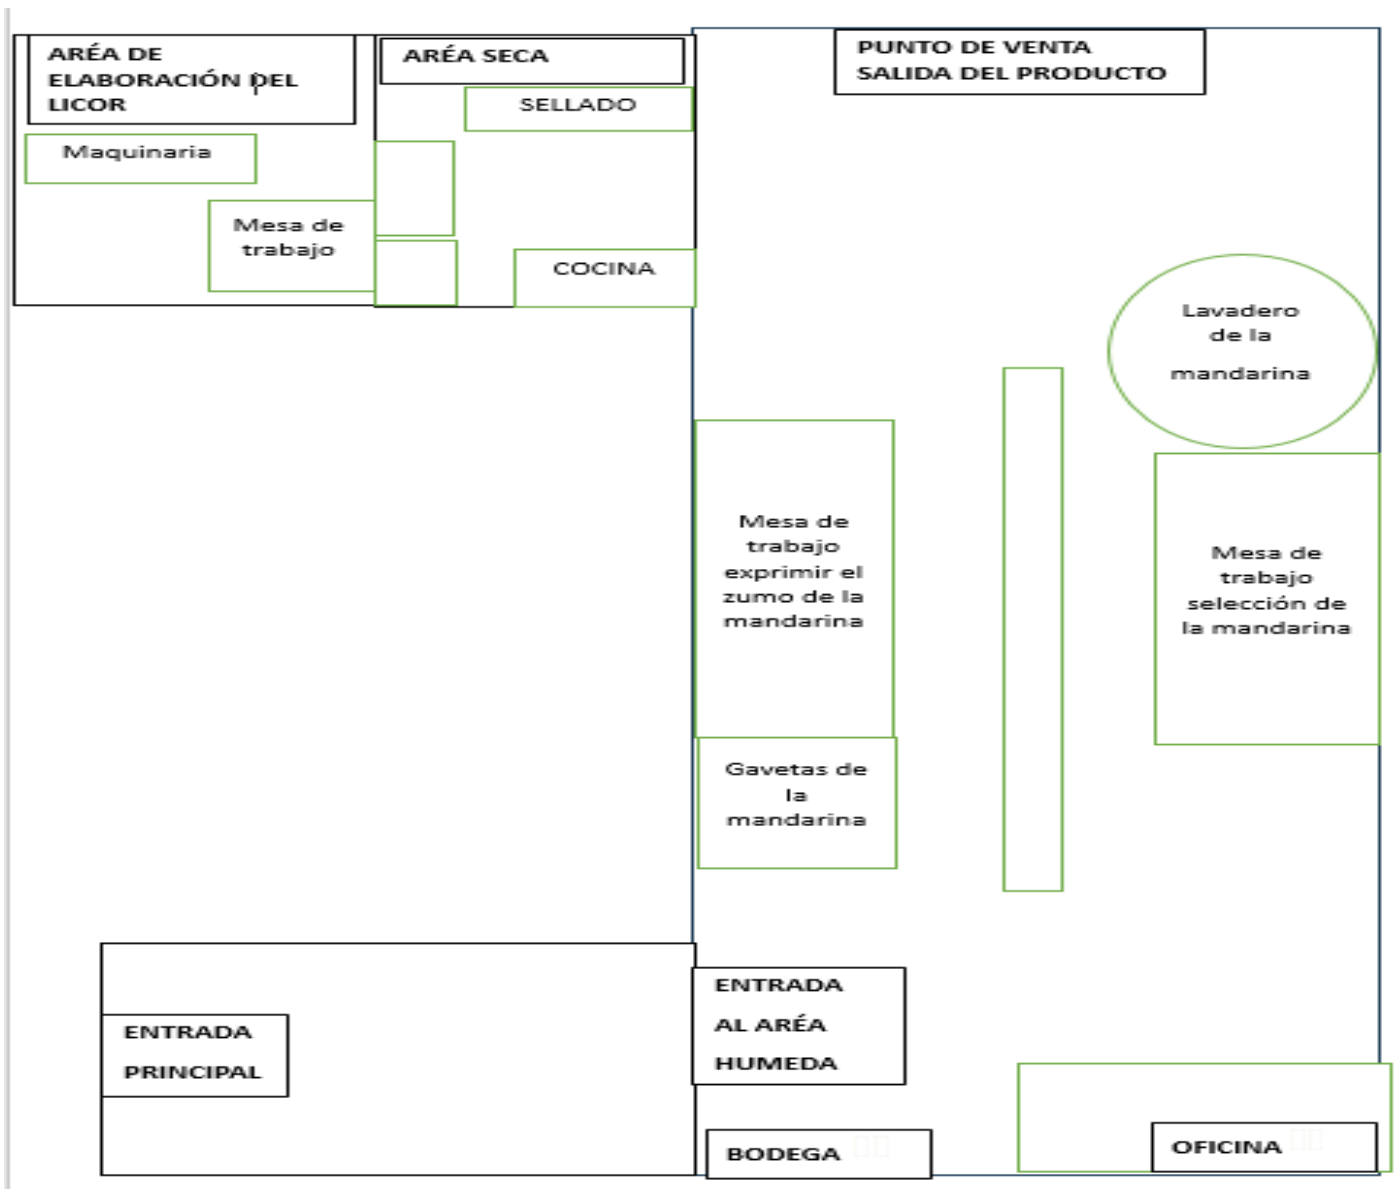 ARÉA DE
ELABORACIÓN DEL
LICOR
ARÉA SECA
PUNTO DE VENTA
SALIDA DEL PRODUCTO
SELLADO
Maquinaria
Mesa de
trabajo
COCINA
Lavadero
de la
mandarina
Mesa de
trabajo
exprimir el
zumo de la
mandarina
Mesa de
trabajo
selección de
la mandarina
Gavetas de
la
mandarina
ENTRADA
PRINCIPAL
ENTRADA
AL ARÉA
HUMEDA
BODEGA
OFICINA